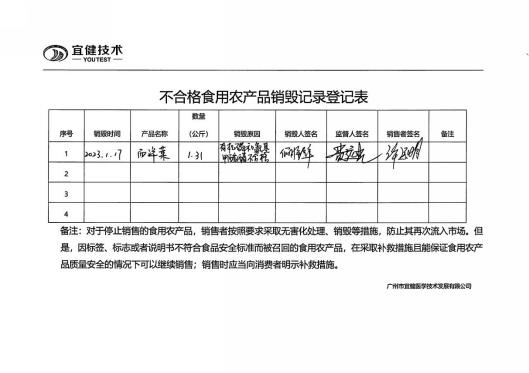 宜健技术
YOUTEST
不合格食用农产品销毁记录登记表
序号 销毁时间 产品名称 数量(公斤) 销毁原因 销毁人签名 监督人签名 销售者签名 备注
1 2023.1.17 西洋菜 1.31
2
3
4
备注：对于停止销售的食用农产品，销售者按照要求采取无害化处理、销毁等措施，防止其再次流入市场。但
是，因标签、标志或者说明书不符合食品安全标准而被召回的食用农产品，在采取补救措施且能保证食用农产
品质量安全的情况下可以继续销售；销售时应当向消费者明示补救措施。
广州市宜健医学技术发展有限公司